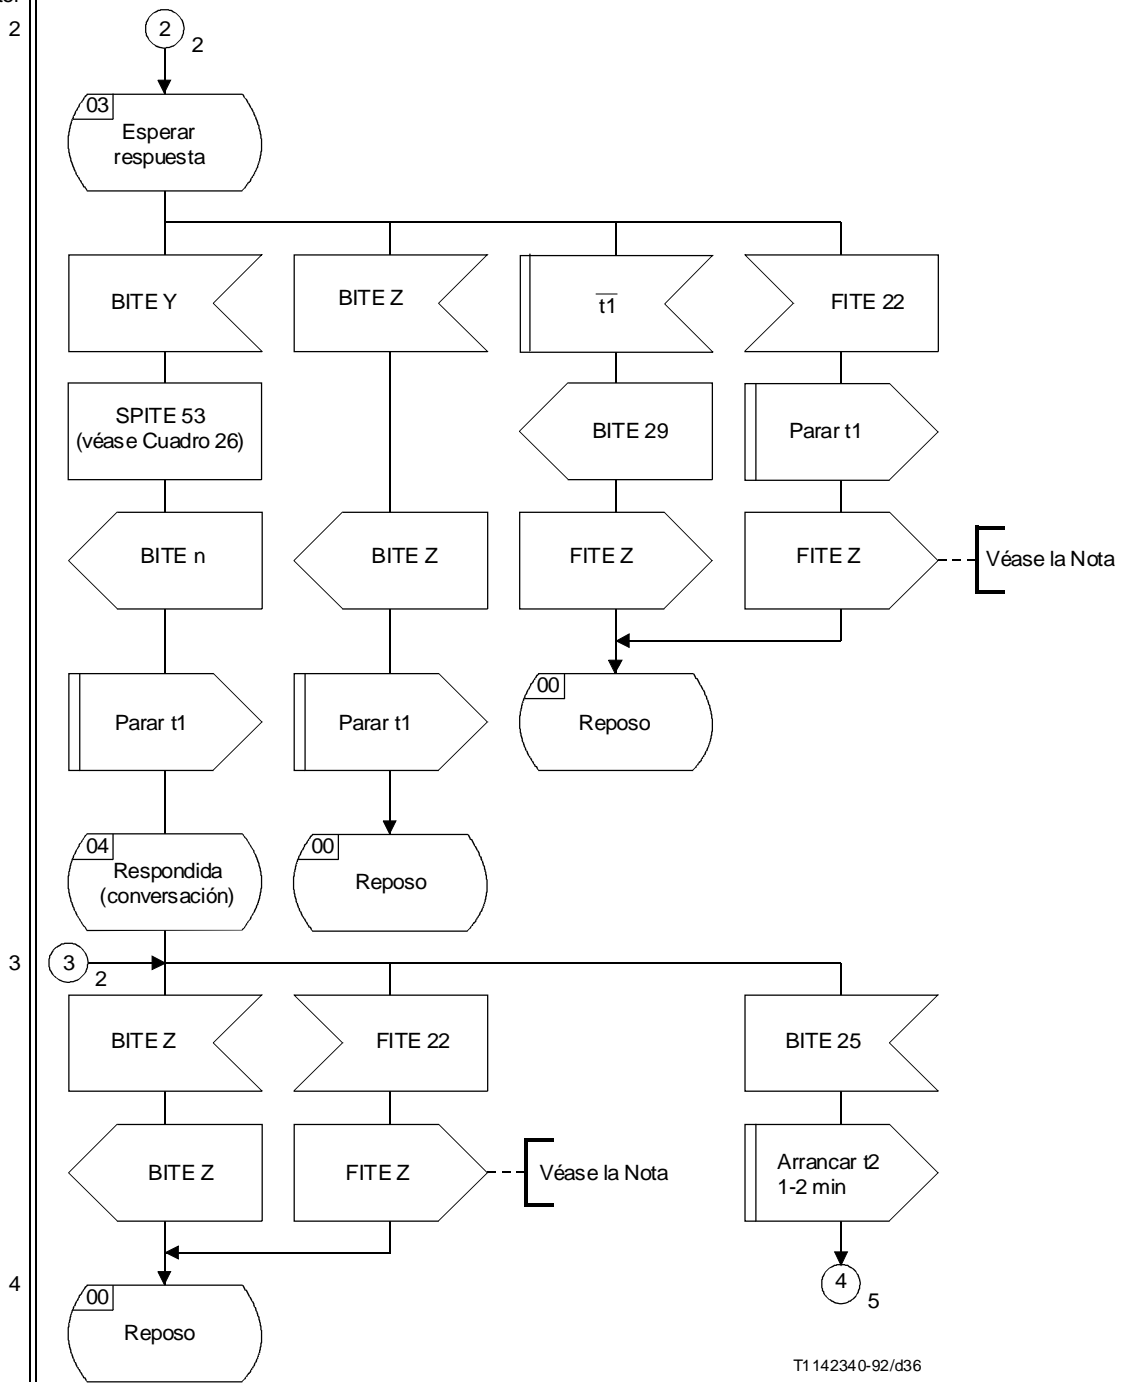 2
2
2
03
Esperar
respuesta
BITE Y
BITE Z
t1
FITE 22
SPITE 53
(véase Cuadro 26)
BITE 29
Parar t1
BITE n
BITE Z
FITE Z
FITE Z
Véase la Nota
Parar t1
Parar t1
00
Reposo
04
Respondida
(conversación)
00
Reposo
3
3
2
BITE Z
FITE 22
BITE 25
BITE Z
FITE Z
Véase la Nota
Arrancar t2
1-2 min
4
00
Reposo
4
5
T1142340-92/d36